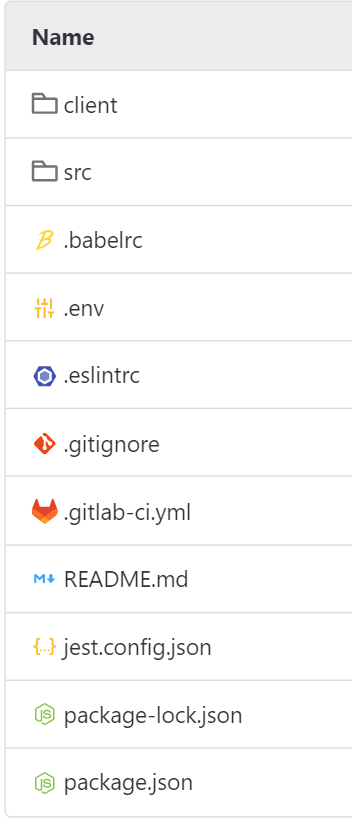 Name
client
src
.babelrc
.env
.eslintrc
.gitignore
.gitlab-ci.yml
README.md
jest.config.json
package-lock.json
package.json